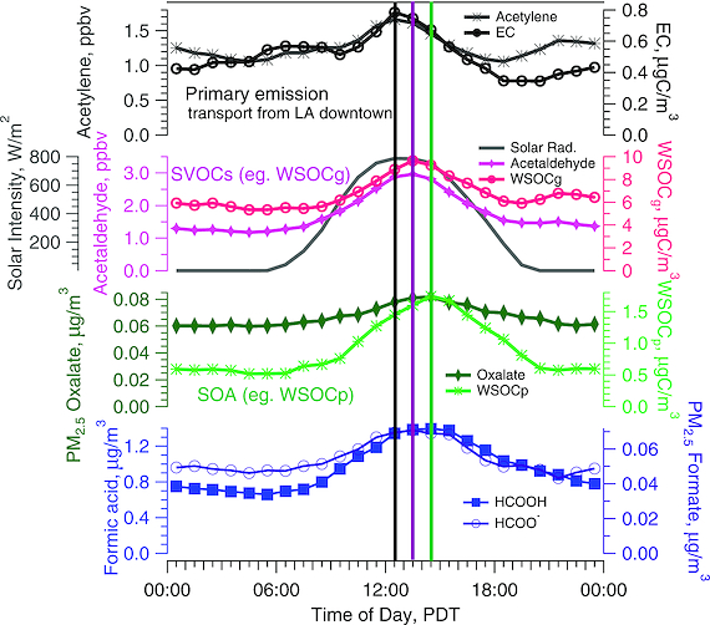 Acetylene, ppbv
1.5
1.0
0.5
0.0
Acetylene
EC
Primary emission
transport from LA downtown
0.8
0.6
0.4
0.2
0.0
EC, µgC/m³
Solar Intensity, W/m²
800
600
400
200
Acetaldehyde, ppbv
3.0
2.0
1.0
0.0
SVOCs (eg. WSOCg)
Solar Rad.
Acetaldehyde
WSOCg
10
8
6
4
2
0
WSOCg, µgC/m³
PM2.5 Oxalate, µg/m³
0.08
0.06
0.04
0.02
0.00
SOA (eg. WSOCp)
Oxalate
WSOCp
1.5
1.0
0.5
0.0
WSOCp, µgC/m³
Formic acid, µg/m³
1.2
0.8
0.4
0.0
HCOOH
HCOO-
0.06
0.04
0.02
0.00
PM2.5 Formate, µg/m³
00:00
06:00
12:00
18:00
00:00
Time of Day, PDT